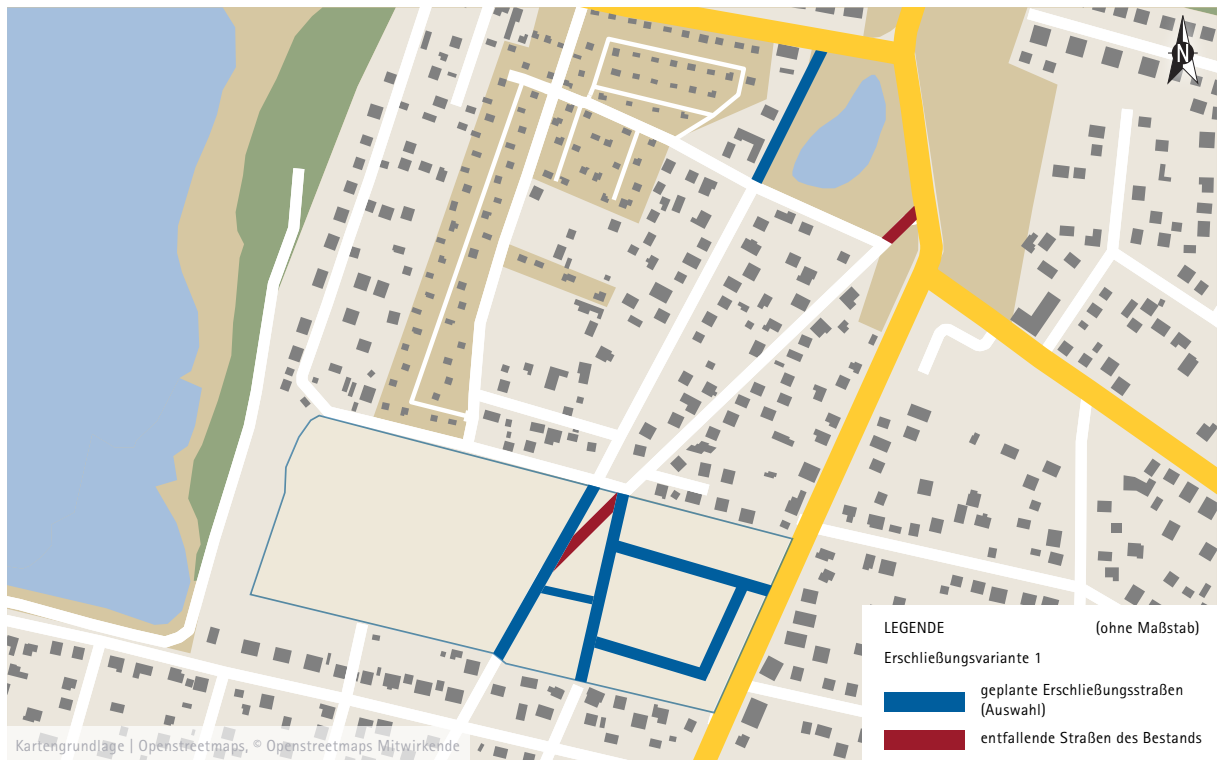 N
LEGENDE (ohne Maßstab)
Erschließungsvariante 1
geplante Erschließungsstraßen
(Auswahl)
entfallende Straßen des Bestands
Kartengrundlage | Openstreetmaps, © Openstreetmaps Mitwirkende